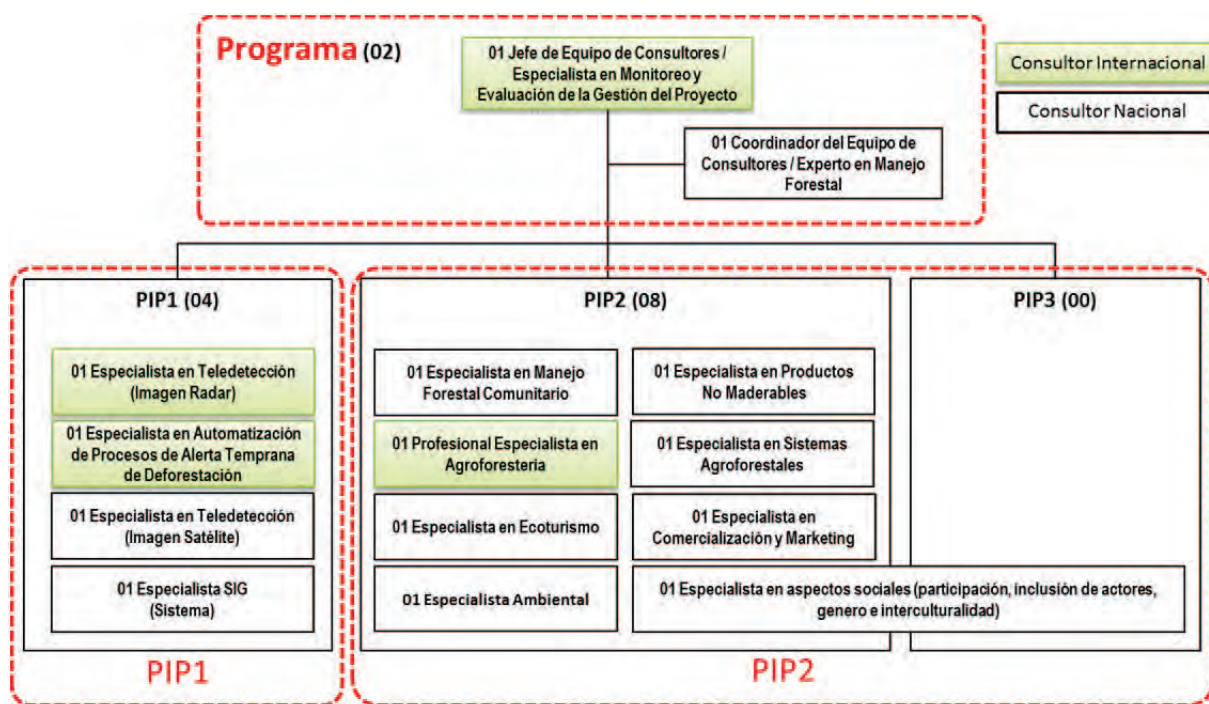 Programa (02)
01 Jefe de Equipo de Consultores /
Especialista en Monitoreo y
Evaluación de la Gestión del Proyecto
Consultor Internacional
Consultor Nacional
01 Coordinador del Equipo de
Consultores / Experto en Manejo
Forestal
PIP1 (04)
01 Especialista en Teledetección
(Imagen Radar)
01 Especialista en Automatización
de Procesos de Alerta Temprana
de Deforestación
01 Especialista en Teledetección
(Imagen Satélite)
01 Especialista SIG
(Sistema)
PIP1
PIP2 (08)
01 Especialista en Manejo
Forestal Comunitario
01 Especialista en Productos
No Maderables
01 Profesional Especialista en
Agroforestería
01 Especialista en Sistemas
Agroforestales
01 Especialista en Ecoturismo
01 Especialista en
Comercialización y Marketing
01 Especialista Ambiental
01 Especialista en aspectos sociales (participación, inclusión de actores,
genero e interculturalidad)
PIP3 (00)
PIP2